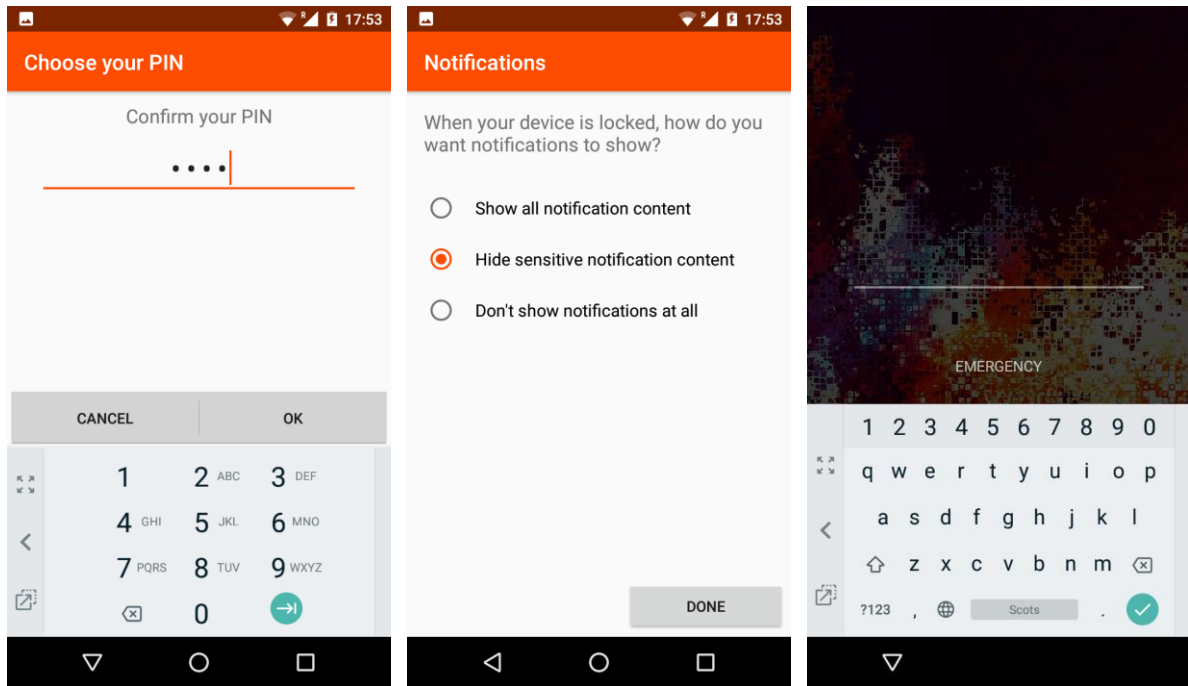 R 17:53
Choose your PIN
Confirm your PIN
••••
CANCEL OK
1 2 ABC 3 DEF
4 GHI 5 JKL 6 MNO
7 PQRS 8 TUV 9 WXYZ
0
R 17:53
Notifications
When your device is locked, how do you
want notifications to show?
Show all notification content
Hide sensitive notification content
Don't show notifications at all
DONE
EMERGENCY
1 2 3 4 5 6 7 8 9 0
q w e r t y u i o p
a s d f g h j k l
z x c v b n m
?123 , Scots .